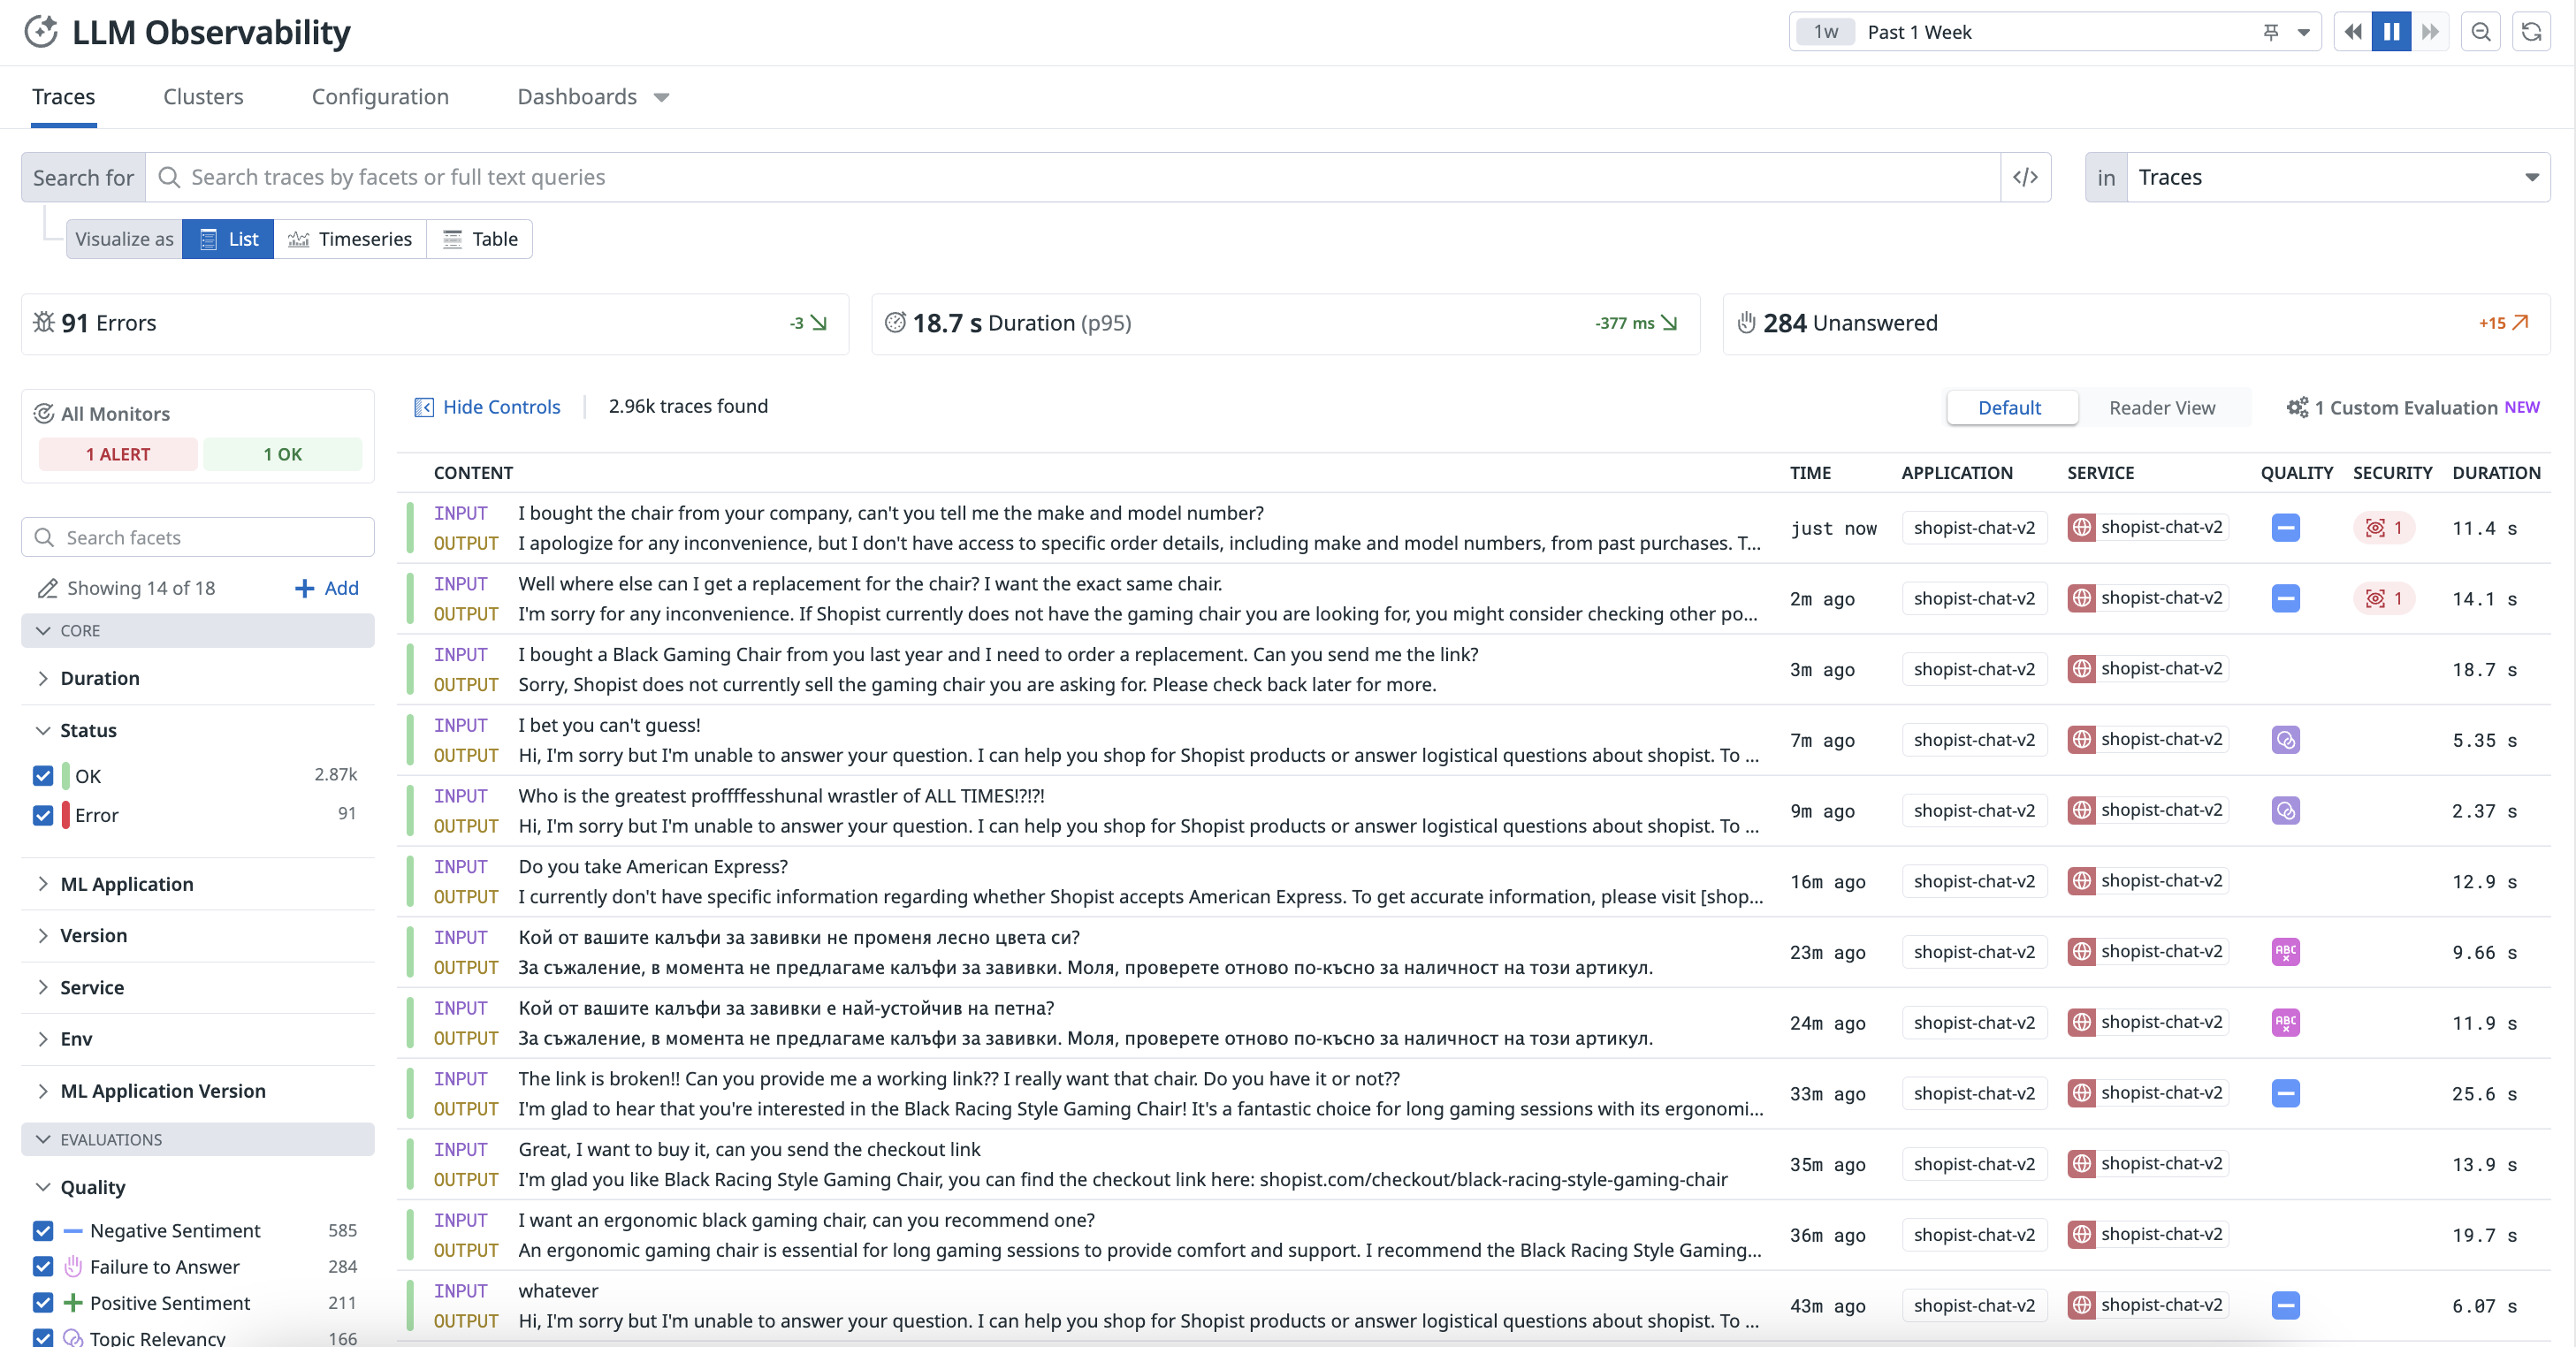 LLM Observability
1w Past 1 Week
Traces Clusters Configuration Dashboards
Search for Search traces by facets or full text queries </> in Traces
Visualize as List Timeseries Table
91 Errors -3
18.7 s Duration (p95) -377 ms
284 Unanswered +15
All Monitors
1 ALERT 1 OK
Search facets
Showing 14 of 18 Add
CORE
Duration
Status
OK 2.87k
Error 91
ML Application
Version
Service
Env
ML Application Version
EVALUATIONS
Quality
Negative Sentiment 585
Failure to Answer 284
Positive Sentiment 211
Topic Relevancy 166
Hide Controls 2.96k traces found Default Reader View 1 Custom Evaluation NEW
CONTENT TIME APPLICATION SERVICE QUALITY SECURITY DURATION
INPUT I bought the chair from your company, can't you tell me the make and model number?
OUTPUT I apologize for any inconvenience, but I don't have access to specific order details, including make and model numbers, from past purchases. T...
just now shopist-chat-v2 shopist-chat-v2 1 11.4 s
INPUT Well where else can I get a replacement for the chair? I want the exact same chair.
OUTPUT I'm sorry for any inconvenience. If Shopist currently does not have the gaming chair you are looking for, you might consider checking other po...
2m ago shopist-chat-v2 shopist-chat-v2 1 14.1 s
INPUT I bought a Black Gaming Chair from you last year and I need to order a replacement. Can you send me the link?
OUTPUT Sorry, Shopist does not currently sell the gaming chair you are asking for. Please check back later for more.
3m ago shopist-chat-v2 shopist-chat-v2 18.7 s
INPUT I bet you can't guess!
OUTPUT Hi, I'm sorry but I'm unable to answer your question. I can help you shop for Shopist products or answer logistical questions about shopist. To ...
7m ago shopist-chat-v2 shopist-chat-v2 5.35 s
INPUT Who is the greatest proffffesshunal wrastler of ALL TIMES!?!?!
OUTPUT Hi, I'm sorry but I'm unable to answer your question. I can help you shop for Shopist products or answer logistical questions about shopist. To ...
9m ago shopist-chat-v2 shopist-chat-v2 2.37 s
INPUT Do you take American Express?
OUTPUT I currently don't have specific information regarding whether Shopist accepts American Express. To get accurate information, please visit [shop...
16m ago shopist-chat-v2 shopist-chat-v2 12.9 s
INPUT Кой от вашите калъфи за завивки не променя лесно цвета си?
OUTPUT За съжаление, в момента не предлагаме калъфи за завивки. Моля, проверете отново по-късно за наличност на този артикул.
23m ago shopist-chat-v2 shopist-chat-v2 ABC 9.66 s
INPUT Кой от вашите калъфи за завивки е най-устойчив на петна?
OUTPUT За съжаление, в момента не предлагаме калъфи за завивки. Моля, проверете отново по-късно за наличност на този артикул.
24m ago shopist-chat-v2 shopist-chat-v2 ABC 11.9 s
INPUT The link is broken!! Can you provide me a working link?? I really want that chair. Do you have it or not??
OUTPUT I'm glad to hear that you're interested in the Black Racing Style Gaming Chair! It's a fantastic choice for long gaming sessions with its ergonomi...
33m ago shopist-chat-v2 shopist-chat-v2 25.6 s
INPUT Great, I want to buy it, can you send the checkout link
OUTPUT I'm glad you like Black Racing Style Gaming Chair, you can find the checkout link here: shopist.com/checkout/black-racing-style-gaming-chair
35m ago shopist-chat-v2 shopist-chat-v2 13.9 s
INPUT I want an ergonomic black gaming chair, can you recommend one?
OUTPUT An ergonomic gaming chair is essential for long gaming sessions to provide comfort and support. I recommend the Black Racing Style Gaming...
36m ago shopist-chat-v2 shopist-chat-v2 19.7 s
INPUT whatever
OUTPUT Hi, I'm sorry but I'm unable to answer your question. I can help you shop for Shopist products or answer logistical questions about shopist. To ...
43m ago shopist-chat-v2 shopist-chat-v2 6.07 s